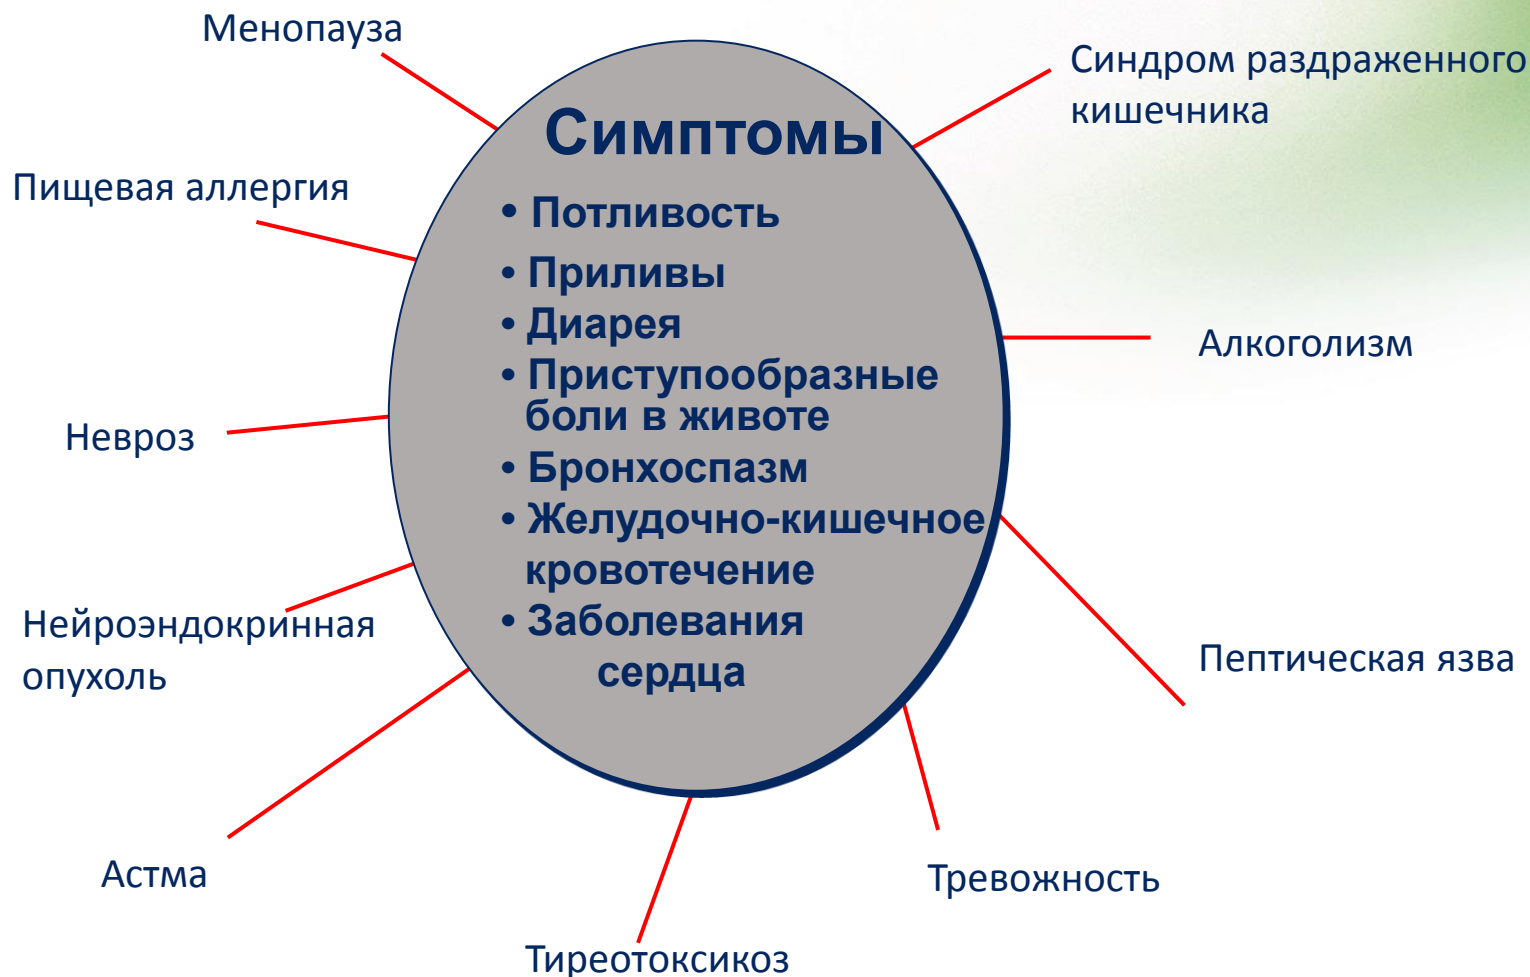 Менопауза
Синдром раздраженного
кишечника
Симптомы
Пищевая аллергия
• Потливость
• Приливы
• Диарея
Алкоголизм
• Приступообразные
боли в животе
Невроз
• Бронхоспазм
• Желудочно-кишечное
кровотечение
Нейроэндокринная
опухоль
• Заболевания
сердца
Пептическая язва
Астма
Тревожность
Тиреотоксикоз